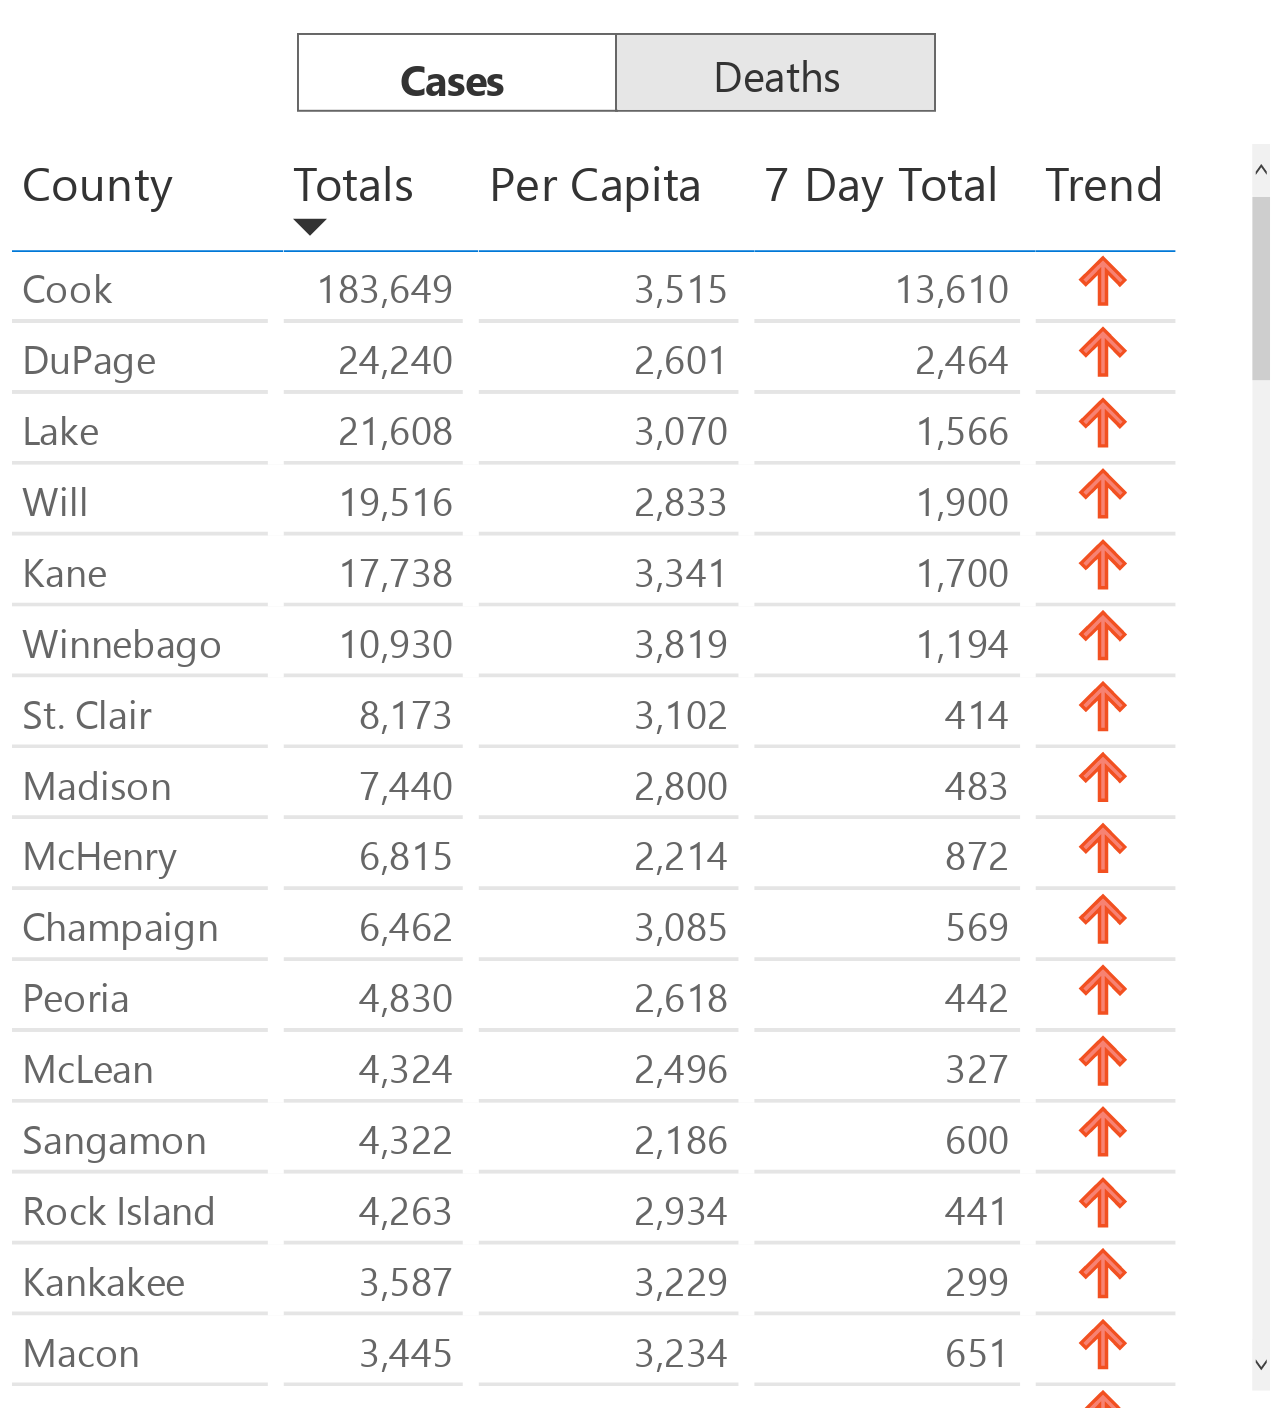 Cases Deaths
County Totals Per Capita 7 Day Total Trend
Cook 183,649 3,515 13,610
DuPage 24,240 2,601 2,464
Lake 21,608 3,070 1,566
Will 19,516 2,833 1,900
Kane 17,738 3,341 1,700
Winnebago 10,930 3,819 1,194
St. Clair 8,173 3,102 414
Madison 7,440 2,800 483
McHenry 6,815 2,214 872
Champaign 6,462 3,085 569
Peoria 4,830 2,618 442
McLean 4,324 2,496 327
Sangamon 4,322 2,186 600
Rock Island 4,263 2,934 441
Kankakee 3,587 3,229 299
Macon 3,445 3,234 651